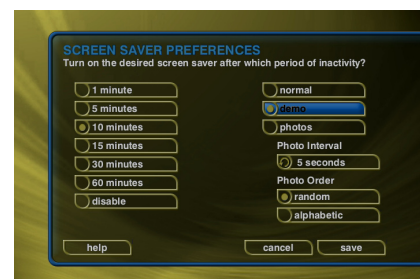 SCREEN SAVER PREFERENCES
Turn on the desired screen saver after which period of inactivity?
1 minute
5 minutes
10 minutes
15 minutes
30 minutes
60 minutes
disable
normal
demo
photos
Photo Interval
5 seconds
Photo Order
random
alphabetic
help
cancel
save